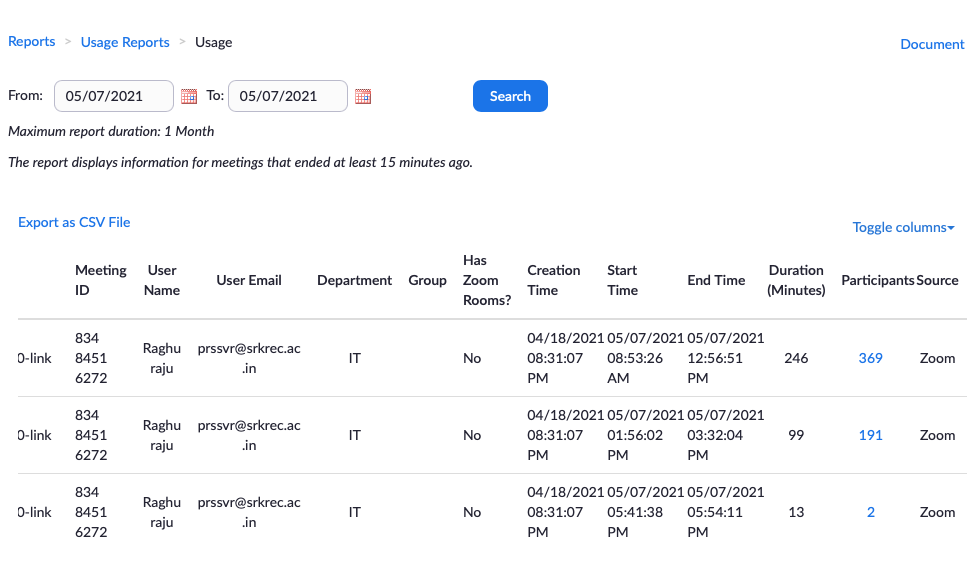 Reports > Usage Reports > Usage
Document
From: 05/07/2021 To: 05/07/2021 Search
Maximum report duration: 1 Month
The report displays information for meetings that ended at least 15 minutes ago.
Export as CSV File
Toggle columns
Has
Meeting User Zoom Creation Start Duration
ID Name User Email Department Group Rooms? Time Time End Time (Minutes) Participants Source
834 04/18/2021 05/07/2021 05/07/2021
0-link 8451 Raghu prssvr@srkrec.ac IT No 08:31:07 08:53:26 12:56:51 246 369 Zoom
6272 raju .in PM AM PM
834 04/18/2021 05/07/2021 05/07/2021
0-link 8451 Raghu prssvr@srkrec.ac IT No 08:31:07 01:56:02 03:32:04 99 191 Zoom
6272 raju .in PM PM PM
834 04/18/2021 05/07/2021 05/07/2021
0-link 8451 Raghu prssvr@srkrec.ac IT No 08:31:07 05:41:38 05:54:11 13 2 Zoom
6272 raju .in PM PM PM